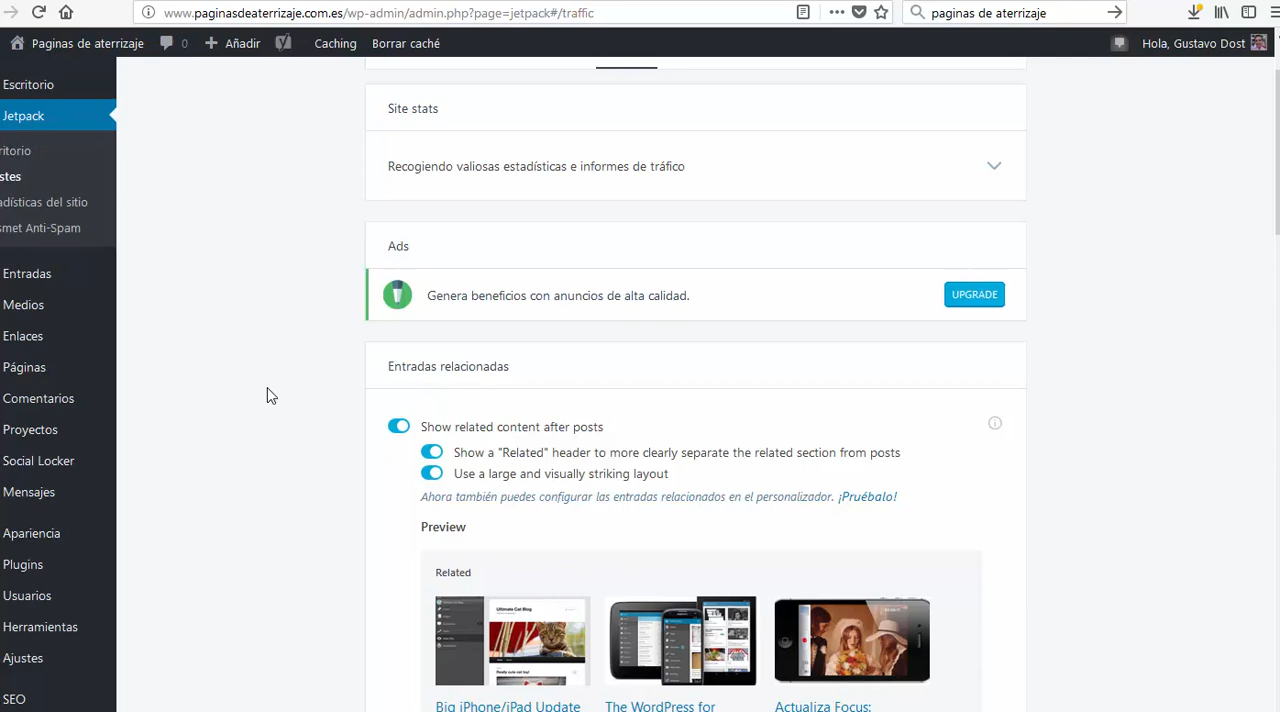 www.paginasdeaterrizaje.com.es/wp-admin/admin.php?page=jetpack#/traffic
paginas de aterrizaje
Paginas de aterrizaje
0
Añadir
Caching
Borrar caché
Hola, Gustavo Dost
Escritorio
Jetpack
ritorio
stes
adísticas del sitio
smet Anti-Spam
Entradas
Medios
Enlaces
Páginas
Comentarios
Proyectos
Social Locker
Mensajes
Apariencia
Plugins
Usuarios
Herramientas
Ajustes
SEO
Site stats
Recogiendo valiosas estadísticas e informes de tráfico
Ads
Genera beneficios con anuncios de alta calidad.
UPGRADE
Entradas relacionadas
Show related content after posts
Show a "Related" header to more clearly separate the related section from posts
Use a large and visually striking layout
Ahora también puedes configurar las entradas relacionados en el personalizador. ¡Pruébalo!
Preview
Related
Ultimate Cat Blog
Big iPhone/iPad Update
The WordPress for
Actualiza Focus: